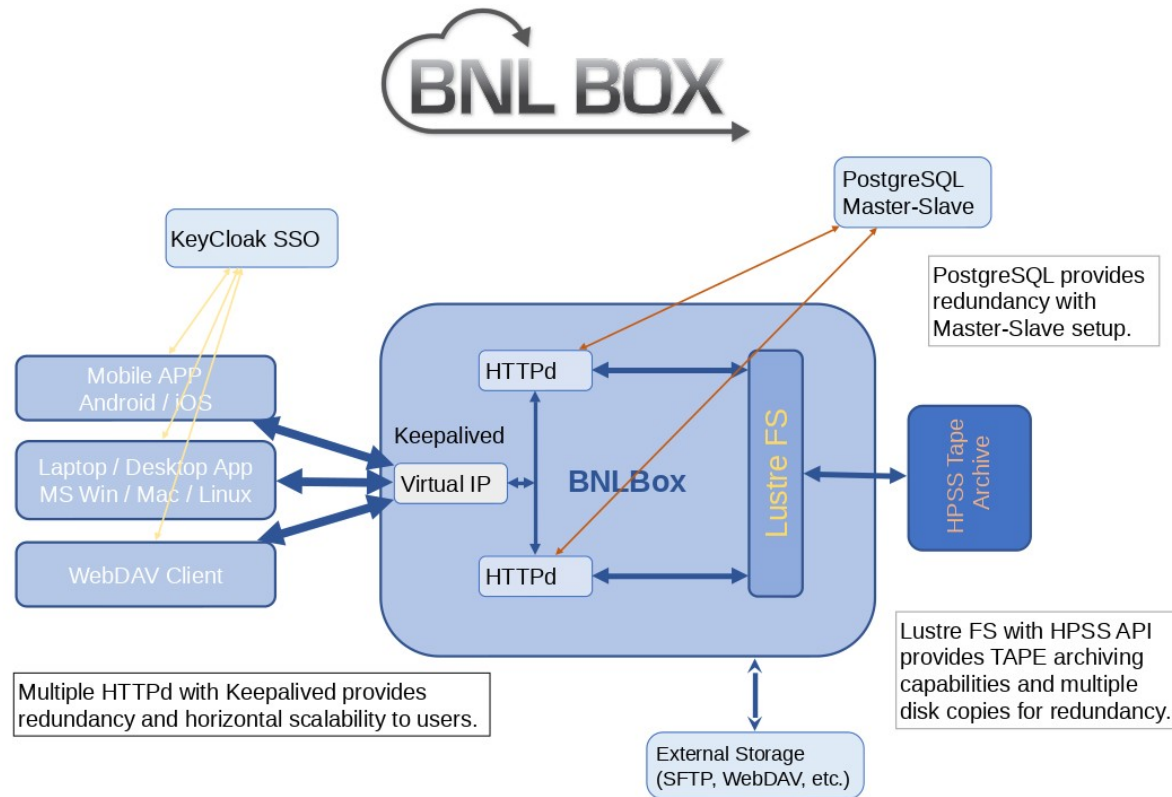 BNL BOX
PostgreSQL
Master-Slave
KeyCloak SSO
PostgreSQL provides
redundancy with
Master-Slave setup.
Mobile APP
Android / iOS
Laptop / Desktop App
MS Win / Mac / Linux
WebDAV Client
Keepalived
Virtual IP
HTTPd
HTTPd
BNLBox
Lustre FS
HPSS Tape
Archive
Multiple HTTPd with Keepalived provides
redundancy and horizontal scalability to users.
Lustre FS with HPSS API
provides TAPE archiving
capabilities and multiple
disk copies for redundancy.
External Storage
(SFTP, WebDAV, etc.)